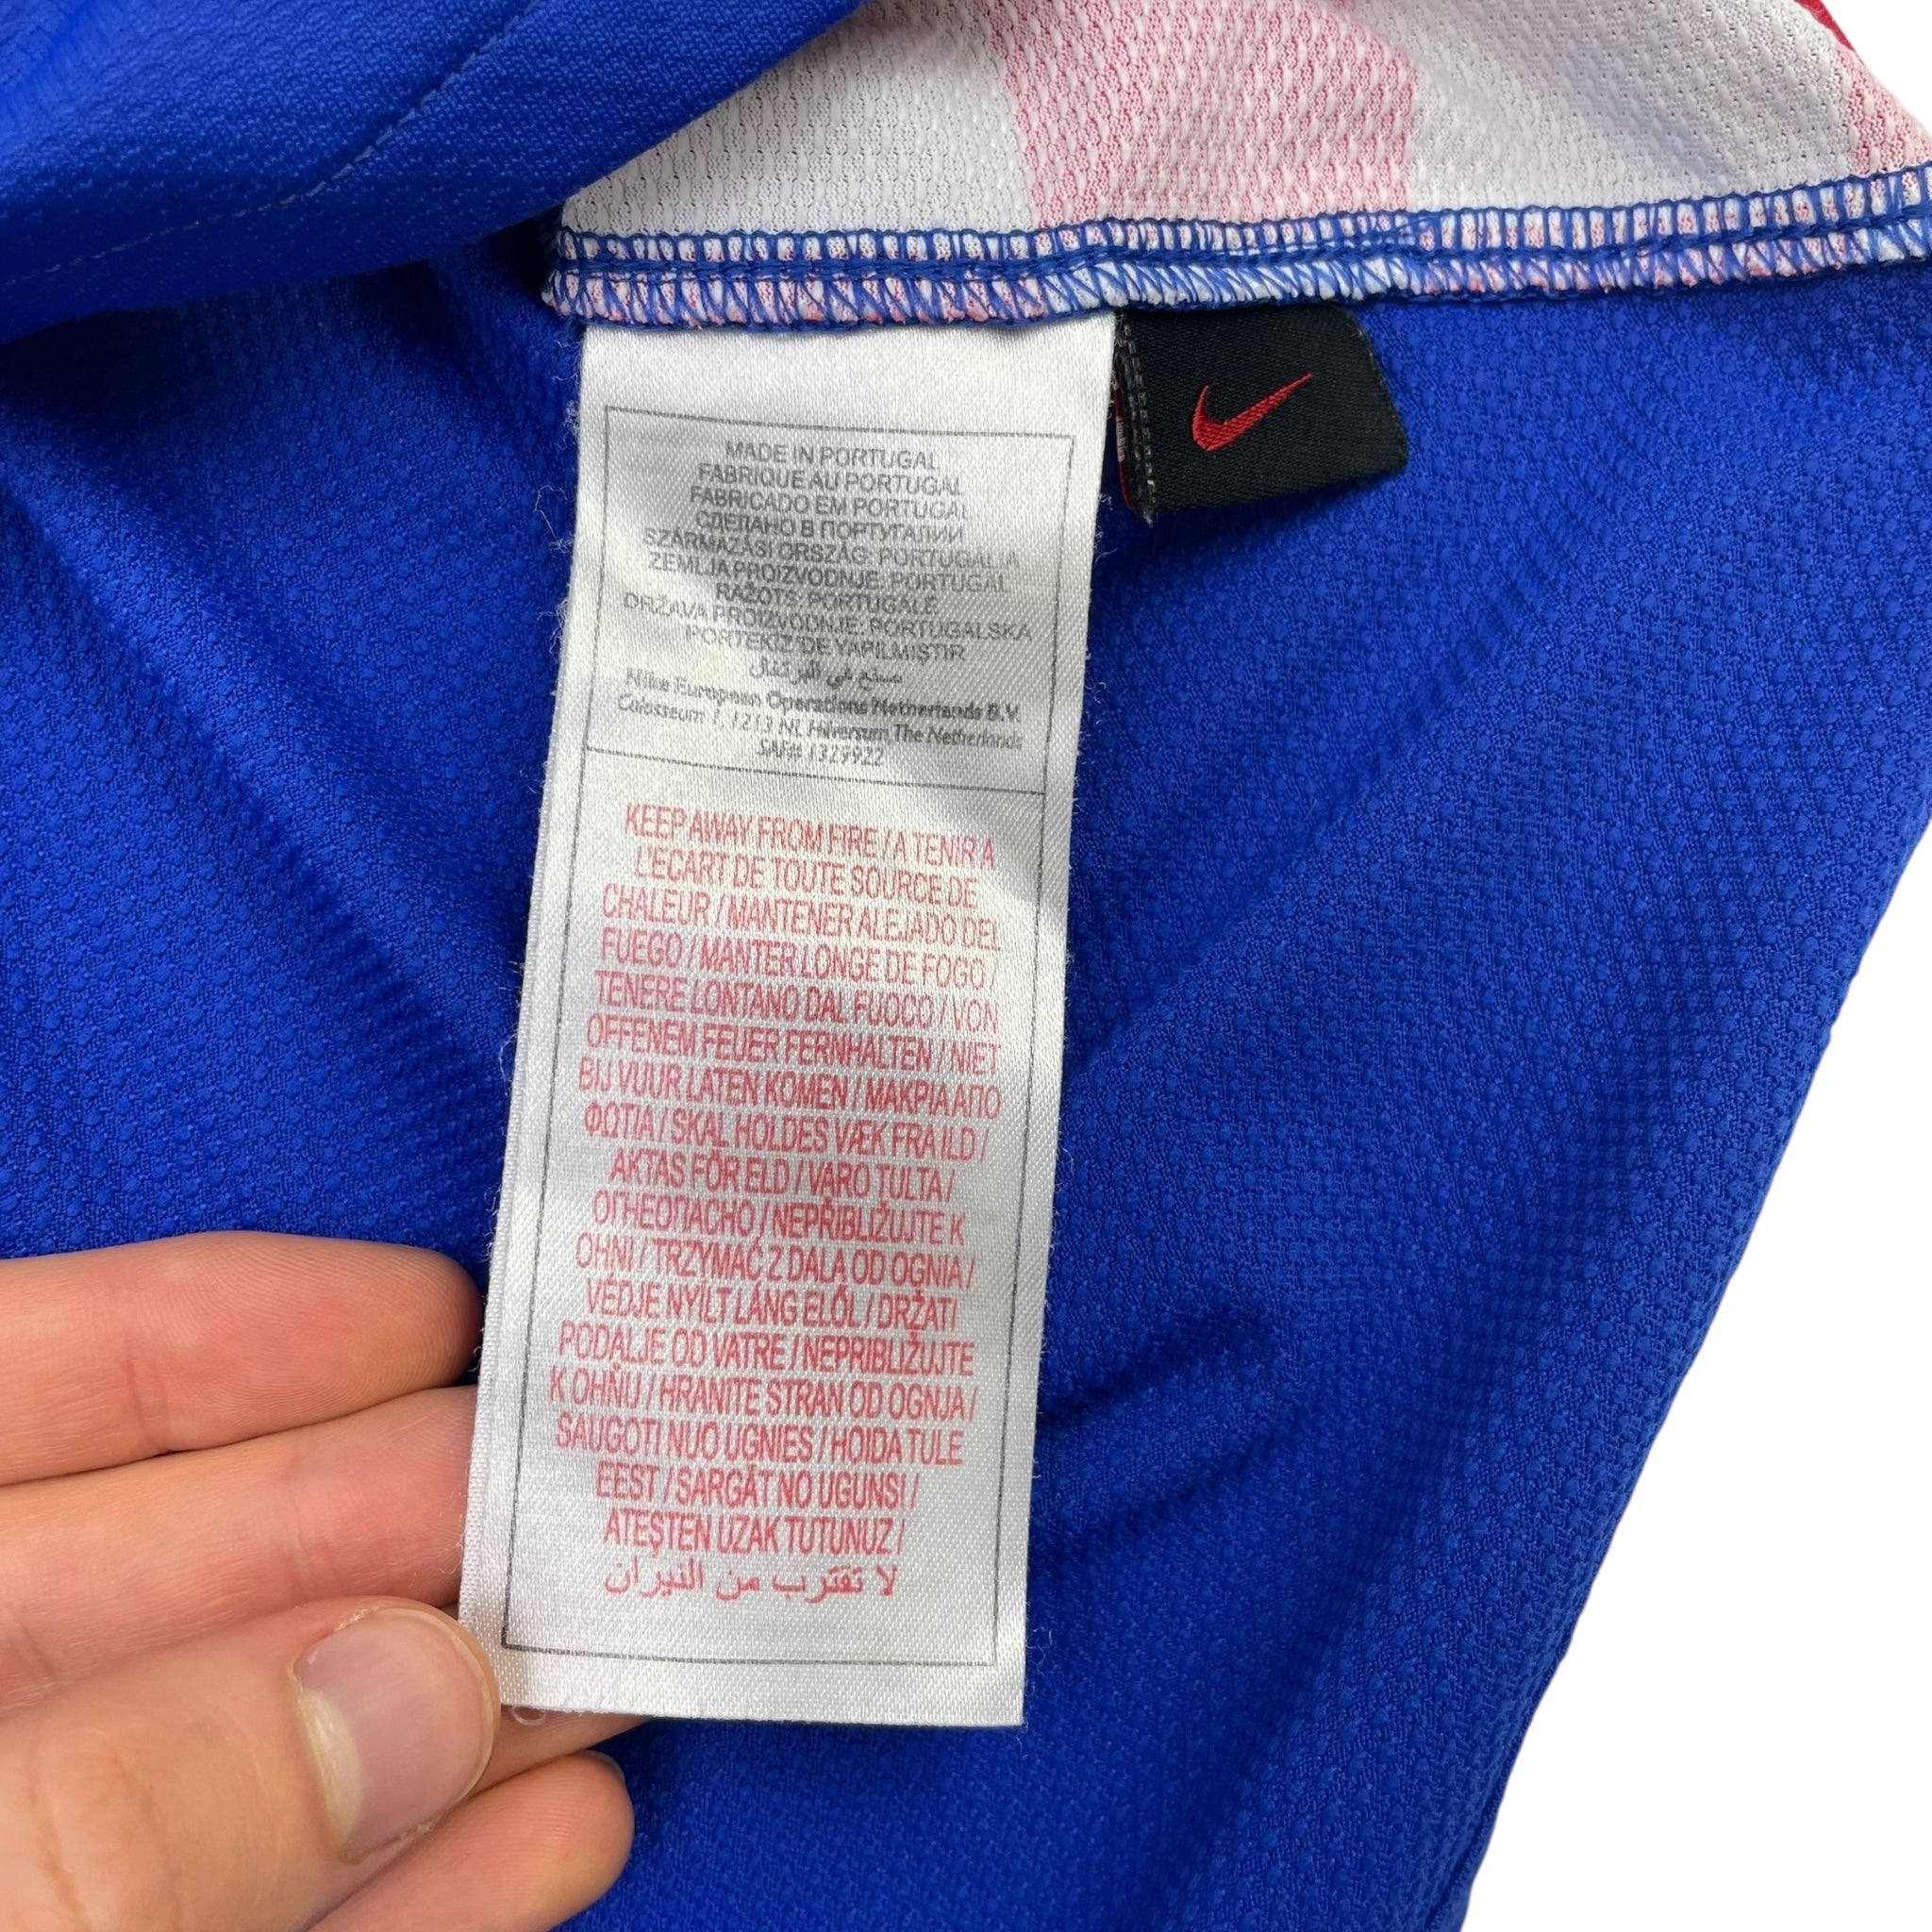 MADE IN PORTUGAL
FABRIQUE AU PORTUGAL
FABRICADO EM PORTUGAL
СДЕЛАНО В ПОРТУГАЛИИ
SZÁRMAZÁSI ORSZÁG: PORTUGÁLIA
ZEMLJA PROIZVODNJE: PORTUGAL
RAŽOTS: PORTUGĀLĒ
DRŽAVA PROIZVODNJE: PORTUGALSKA
PORTEKİZ'DE YAPILMIŞTIR
صنع في البرتغال
Nike European Operations Netherlands B.V.
Colosseum 1, 1213 NL Hilversum The Netherlands
SAF# 1329922
KEEP AWAY FROM FIRE / A TENIR A
L'ECART DE TOUTE SOURCE DE
CHALEUR / MANTENER ALEJADO DEL
FUEGO / MANTER LONGE DE FOGO /
TENERE LONTANO DAL FUOCO / VON
OFFENEM FEUER FERNHALTEN / NIET
BIJ VUUR LATEN KOMEN / ΜΑΚΡΙΑ ΑΠΟ
ΦΩΤΙΑ / SKAL HOLDES VÆK FRA ILD /
AKTAS FÖR ELD / VARO TULTA /
ОГНЕОПАСНО / NEPŘIBLIŽUJTE K
OHNI / TRZYMAĆ Z DALA OD OGNIA /
VÉDJE NYÍLT LÁNG ELŐL / DRŽATI
PODALJE OD VATRE / NEPRIBLIŽUJTE
K OHŇU / HRANITE STRAN OD OGNJA /
SAUGOTI NUO UGNIES / HOIDA TULE
EEST / SARGĀT NO UGUNS! /
ATEŞTEN UZAK TUTUNUZ /
لا تقترب من النيران